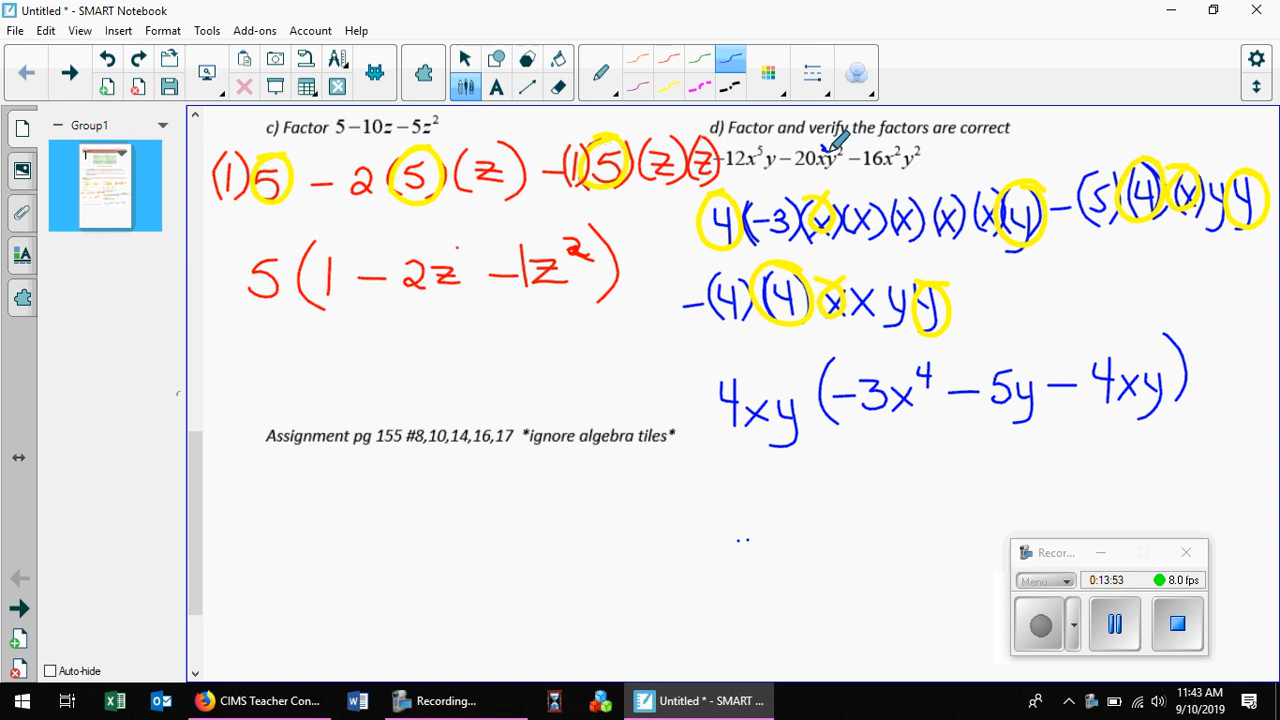 Untitled * - SMART Notebook
File Edit View Insert Format Tools Add-ons Account Help
Group1
1
c) Factor 5 – 10z – 5z²
(1)5 – 2(5)(z) – (1)5(z)(z)
5(1 – 2z – 1z²)
Assignment pg 155 #8,10,14,16,17 *ignore algebra tiles*
d) Factor and verify the factors are correct
–12x⁵y – 20xy² – 16x²y²
4(-3)(x)(x)(x)(x)(x)(y) – (5)(4)(x)yy
– (4)(4)xxyy
4xy(-3x⁴ – 5y – 4xy)
Recor...
Menu
0:13:53
8.0 fps
Auto-hide
CIMS Teacher Con...
Recording...
Untitled * - SMART ...
11:43 AM
9/10/2019